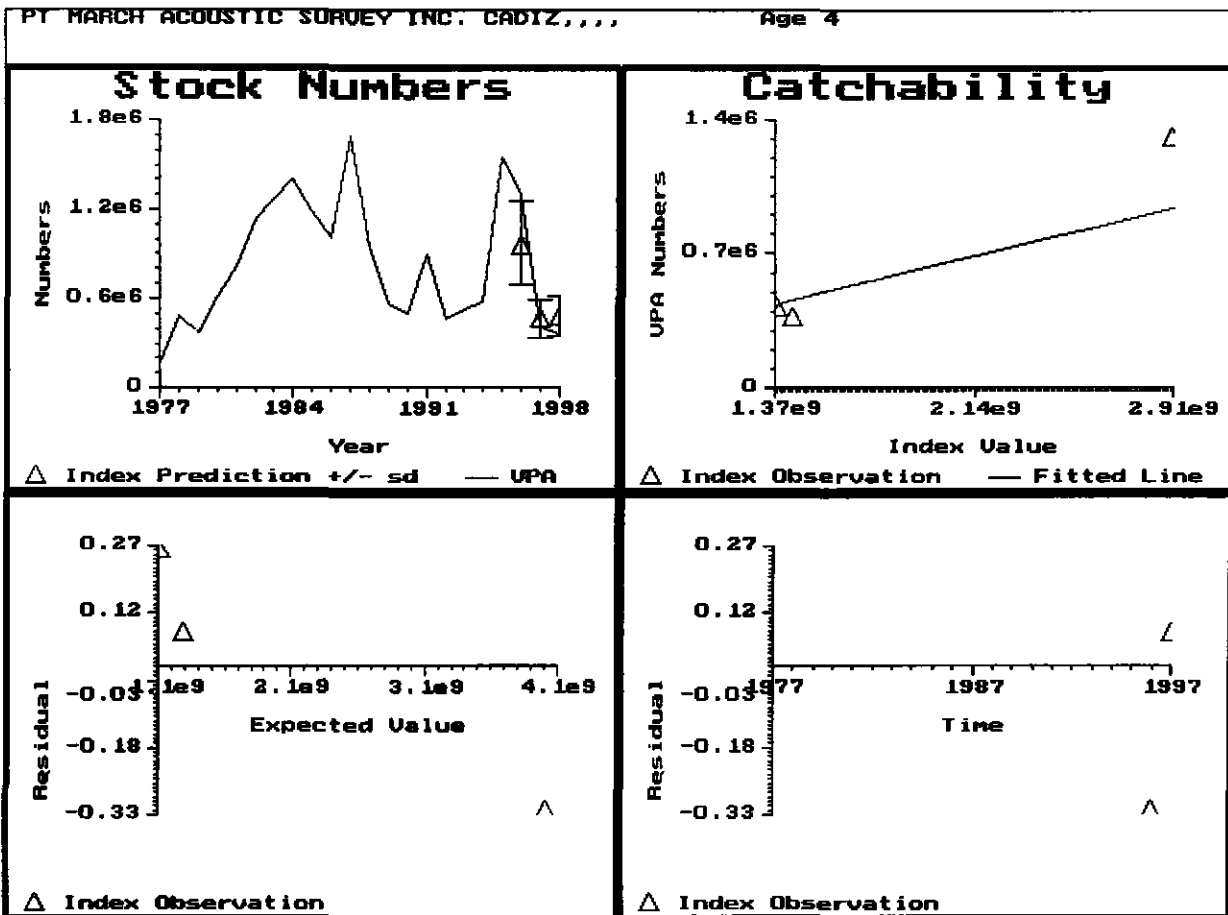 PT MARCH ACOUSTIC SURVEY INC. CADIZ,,,, Age 4
Stock Numbers
1.8e6
1.2e6
0.6e6
0
Numbers
1977 1984 1991 1998
Year
△ Index Prediction +/- sd — VPA
Catchability
1.4e6
0.7e6
0
VPA Numbers
1.37e9 2.14e9 2.91e9
Index Value
△ Index Observation — Fitted Line
0.27
0.12
-0.03
-0.18
-0.33
Residual
2.1e9 3.1e9 4.1e9
Expected Value
△ Index Observation
0.27
0.12
-0.03
-0.18
-0.33
Residual
1977 1987 1997
Time
△ Index Observation